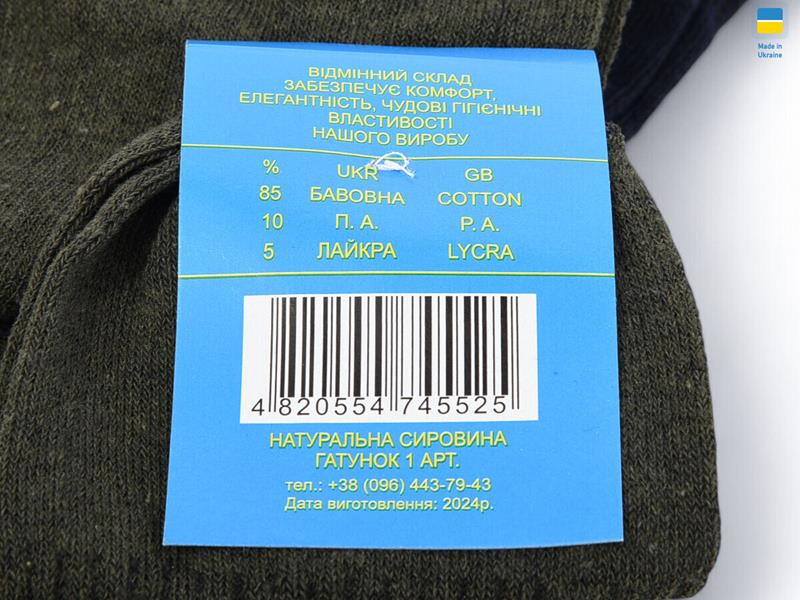 Made in
Ukraine
ВІДМІННИЙ СКЛАД
ЗАБЕЗПЕЧУЄ КОМФОРТ,
ЕЛЕГАНТНІСТЬ, ЧУДОВІ ГІГІЄНІЧНІ
ВЛАСТИВОСТІ
НАШОГО ВИРОБУ
% UKR GB
85 БАВОВНА COTTON
10 П. А. P. A.
5 ЛАЙКРА LYCRA
4 820554 745525
НАТУРАЛЬНА СИРОВИНА
ГАТУНОК 1 АРТ.
тел.: +38 (096) 443-79-43
Дата виготовлення: 2024р.